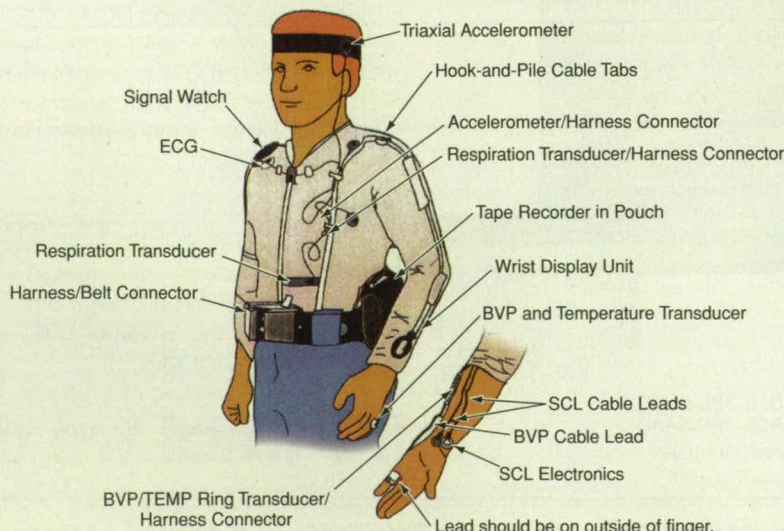 Triaxial Accelerometer
Hook-and-Pile Cable Tabs
Signal Watch
Accelerometer/Harness Connector
ECG
Respiration Transducer/Harness Connector
Tape Recorder in Pouch
Respiration Transducer
Wrist Display Unit
Harness/Belt Connector
BVP and Temperature Transducer
SCL Cable Leads
BVP Cable Lead
SCL Electronics
BVP/TEMP Ring Transducer/
Harness Connector
Lead should be on outside of finger.